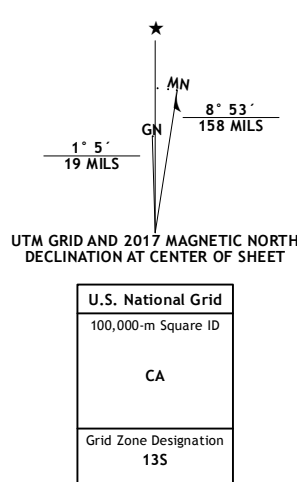 MN
GN
8° 53´
158 MILS
1° 5´
19 MILS
UTM GRID AND 2017 MAGNETIC NORTH
DECLINATION AT CENTER OF SHEET
U.S. National Grid
100,000-m Square ID
CA
Grid Zone Designation
13S